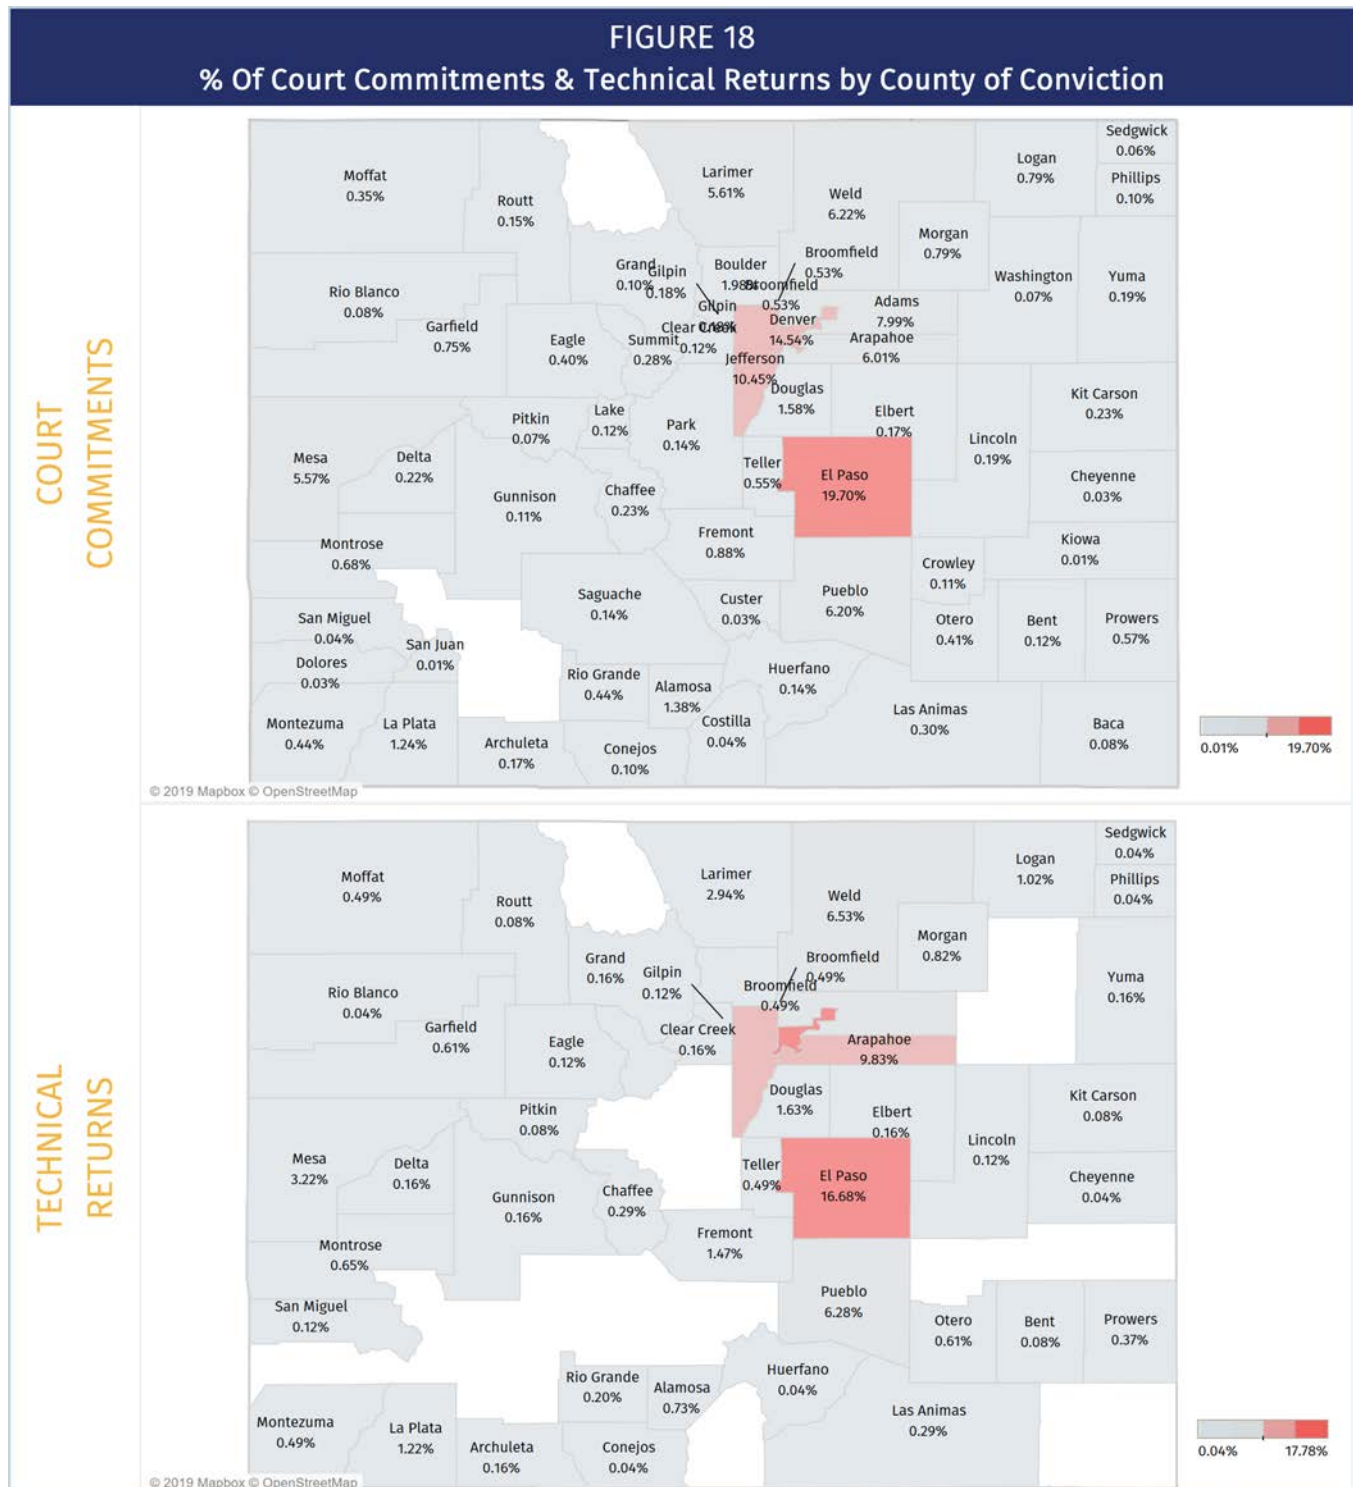 FIGURE 18
% Of Court Commitments & Technical Returns by County of Conviction
COURT
COMMITMENTS
Moffat
0.35%
Routt
0.15%
Larimer
5.61%
Weld
6.22%
Logan
0.79%
Sedgwick
0.06%
Phillips
0.10%
Morgan
0.79%
Washington
0.07%
Yuma
0.19%
Rio Blanco
0.08%
Garfield
0.75%
Grand
0.10%
Gilpin
0.18%
Boulder
1.98%
Broomfield
0.53%
Broomfield
0.53%
Gilpin
0.18%
Clear Creek
0.12%
Denver
14.54%
Adams
7.99%
Arapahoe
6.01%
Eagle
0.40%
Summit
0.28%
Jefferson
10.45%
Douglas
1.58%
Elbert
0.17%
Lincoln
0.19%
Kit Carson
0.23%
Mesa
5.57%
Delta
0.22%
Pitkin
0.07%
Lake
0.12%
Park
0.14%
Teller
0.55%
El Paso
19.70%
Cheyenne
0.03%
Gunnison
0.11%
Chaffee
0.23%
Fremont
0.88%
Kiowa
0.01%
Montrose
0.68%
Crowley
0.11%
Saguache
0.14%
Custer
0.03%
Pueblo
6.20%
Otero
0.41%
Bent
0.12%
Prowers
0.57%
San Miguel
0.04%
San Juan
0.01%
Dolores
0.03%
Rio Grande
0.44%
Alamosa
1.38%
Huerfano
0.14%
Montezuma
0.44%
La Plata
1.24%
Archuleta
0.17%
Conejos
0.10%
Costilla
0.04%
Las Animas
0.30%
Baca
0.08%
0.01% 19.70%
© 2019 Mapbox © OpenStreetMap
TECHNICAL
RETURNS
Moffat
0.49%
Routt
0.08%
Larimer
2.94%
Weld
6.53%
Logan
1.02%
Sedgwick
0.04%
Phillips
0.04%
Morgan
0.82%
Yuma
0.16%
Rio Blanco
0.04%
Garfield
0.61%
Grand
0.16%
Gilpin
0.12%
Broomfield
0.49%
Broomfield
0.49%
Clear Creek
0.16%
Eagle
0.12%
Arapahoe
9.83%
Douglas
1.63%
Elbert
0.16%
Lincoln
0.12%
Kit Carson
0.08%
Pitkin
0.08%
Mesa
3.22%
Delta
0.16%
Gunnison
0.16%
Chaffee
0.29%
Teller
0.49%
El Paso
16.68%
Cheyenne
0.04%
Fremont
1.47%
Montrose
0.65%
San Miguel
0.12%
Pueblo
6.28%
Otero
0.61%
Bent
0.08%
Prowers
0.37%
Rio Grande
0.20%
Alamosa
0.73%
Huerfano
0.04%
Montezuma
0.49%
La Plata
1.22%
Archuleta
0.16%
Conejos
0.04%
Las Animas
0.29%
0.04% 17.78%
© 2019 Mapbox © OpenStreetMap